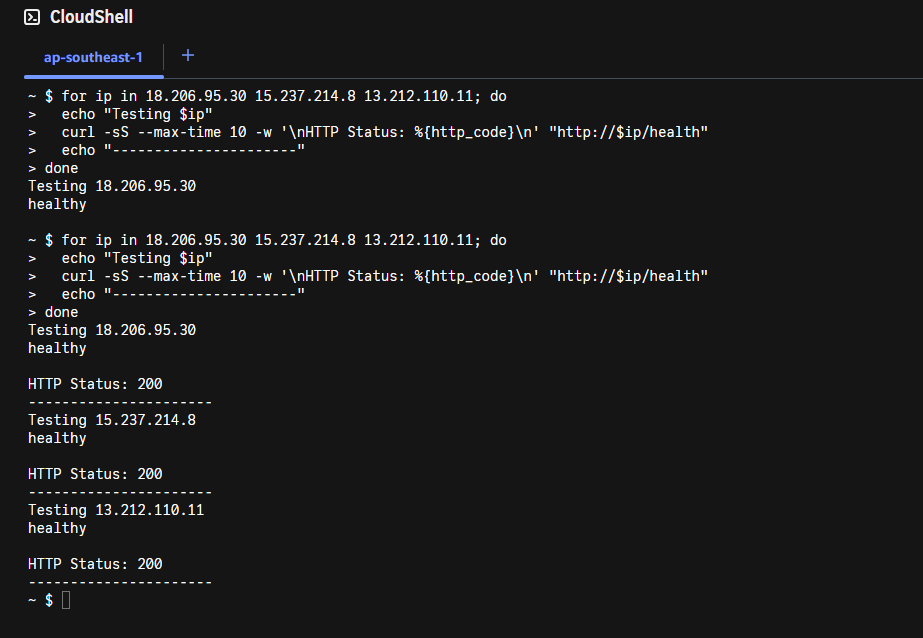 CloudShell
ap-southeast-1 +
~ $ for ip in 18.206.95.30 15.237.214.8 13.212.110.11; do
>   echo "Testing $ip"
>   curl -sS --max-time 10 -w '\nHTTP Status: %{http_code}\n' "http://$ip/health"
>   echo "----------------------"
> done
Testing 18.206.95.30
healthy

~ $ for ip in 18.206.95.30 15.237.214.8 13.212.110.11; do
>   echo "Testing $ip"
>   curl -sS --max-time 10 -w '\nHTTP Status: %{http_code}\n' "http://$ip/health"
>   echo "----------------------"
> done
Testing 18.206.95.30
healthy

HTTP Status: 200
----------------------
Testing 15.237.214.8
healthy

HTTP Status: 200
----------------------
Testing 13.212.110.11
healthy

HTTP Status: 200
----------------------
~ $